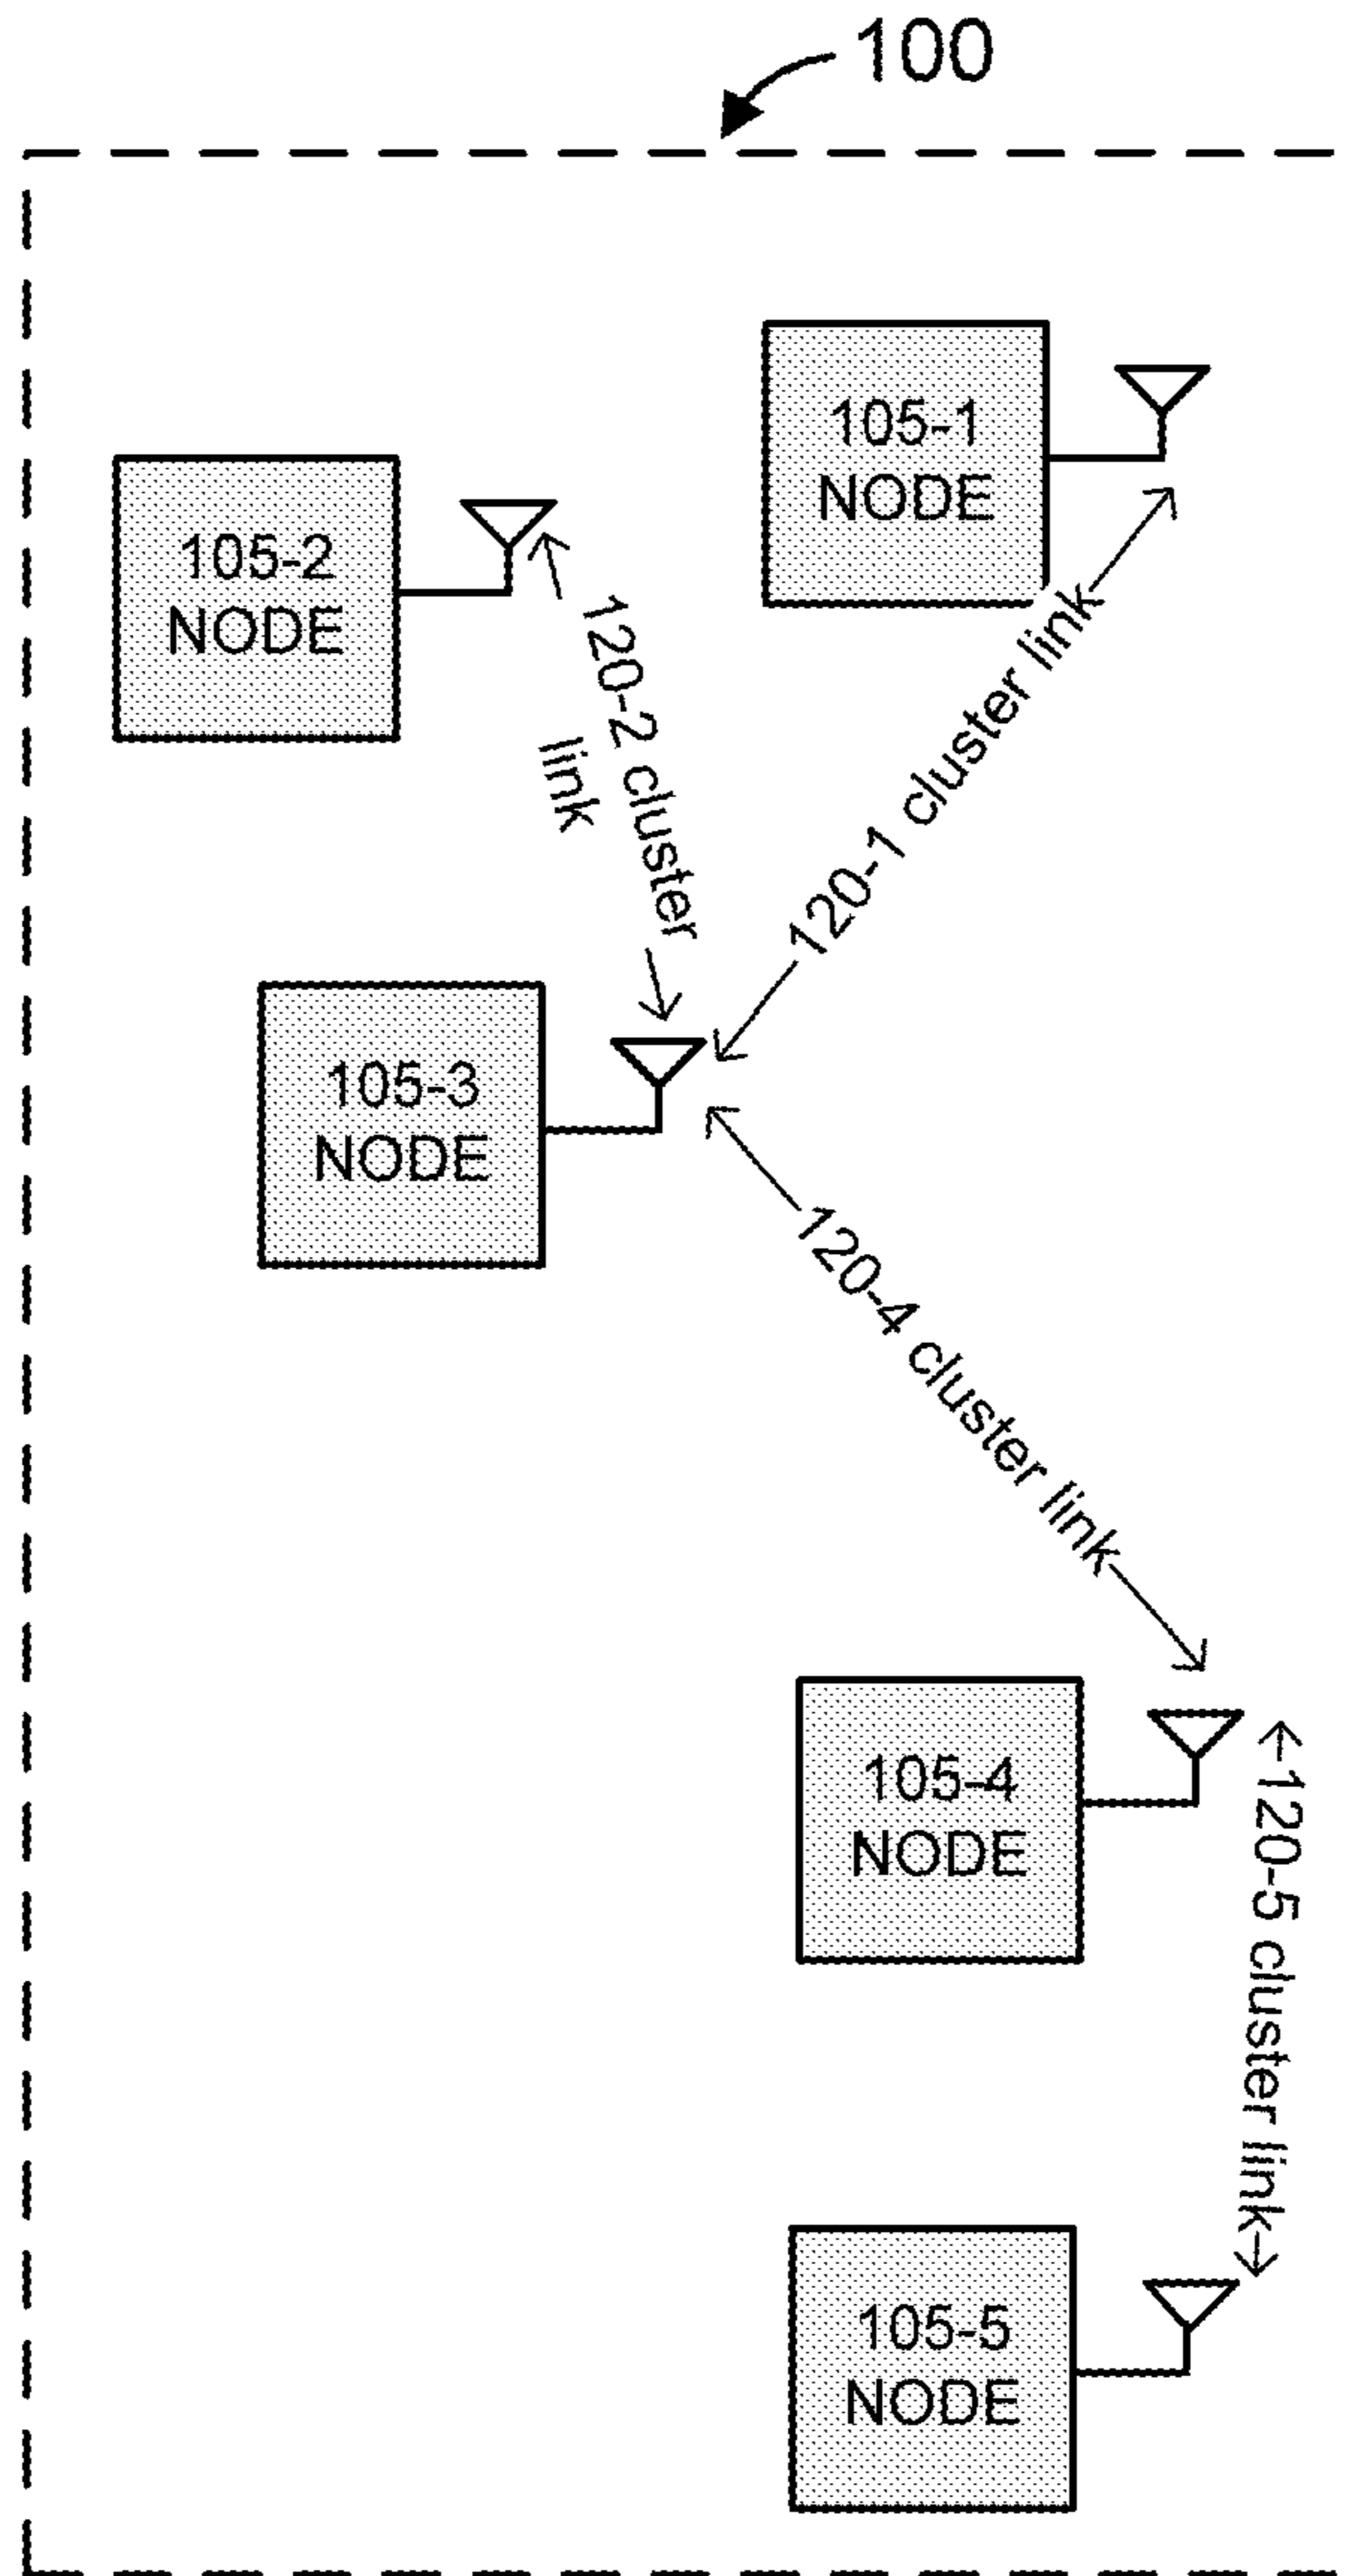 100
105-1
NODE
105-2
NODE
120-2 cluster
link
120-1 cluster link
105-3
NODE
120-4 cluster link
105-4
NODE
120-5 cluster link
105-5
NODE